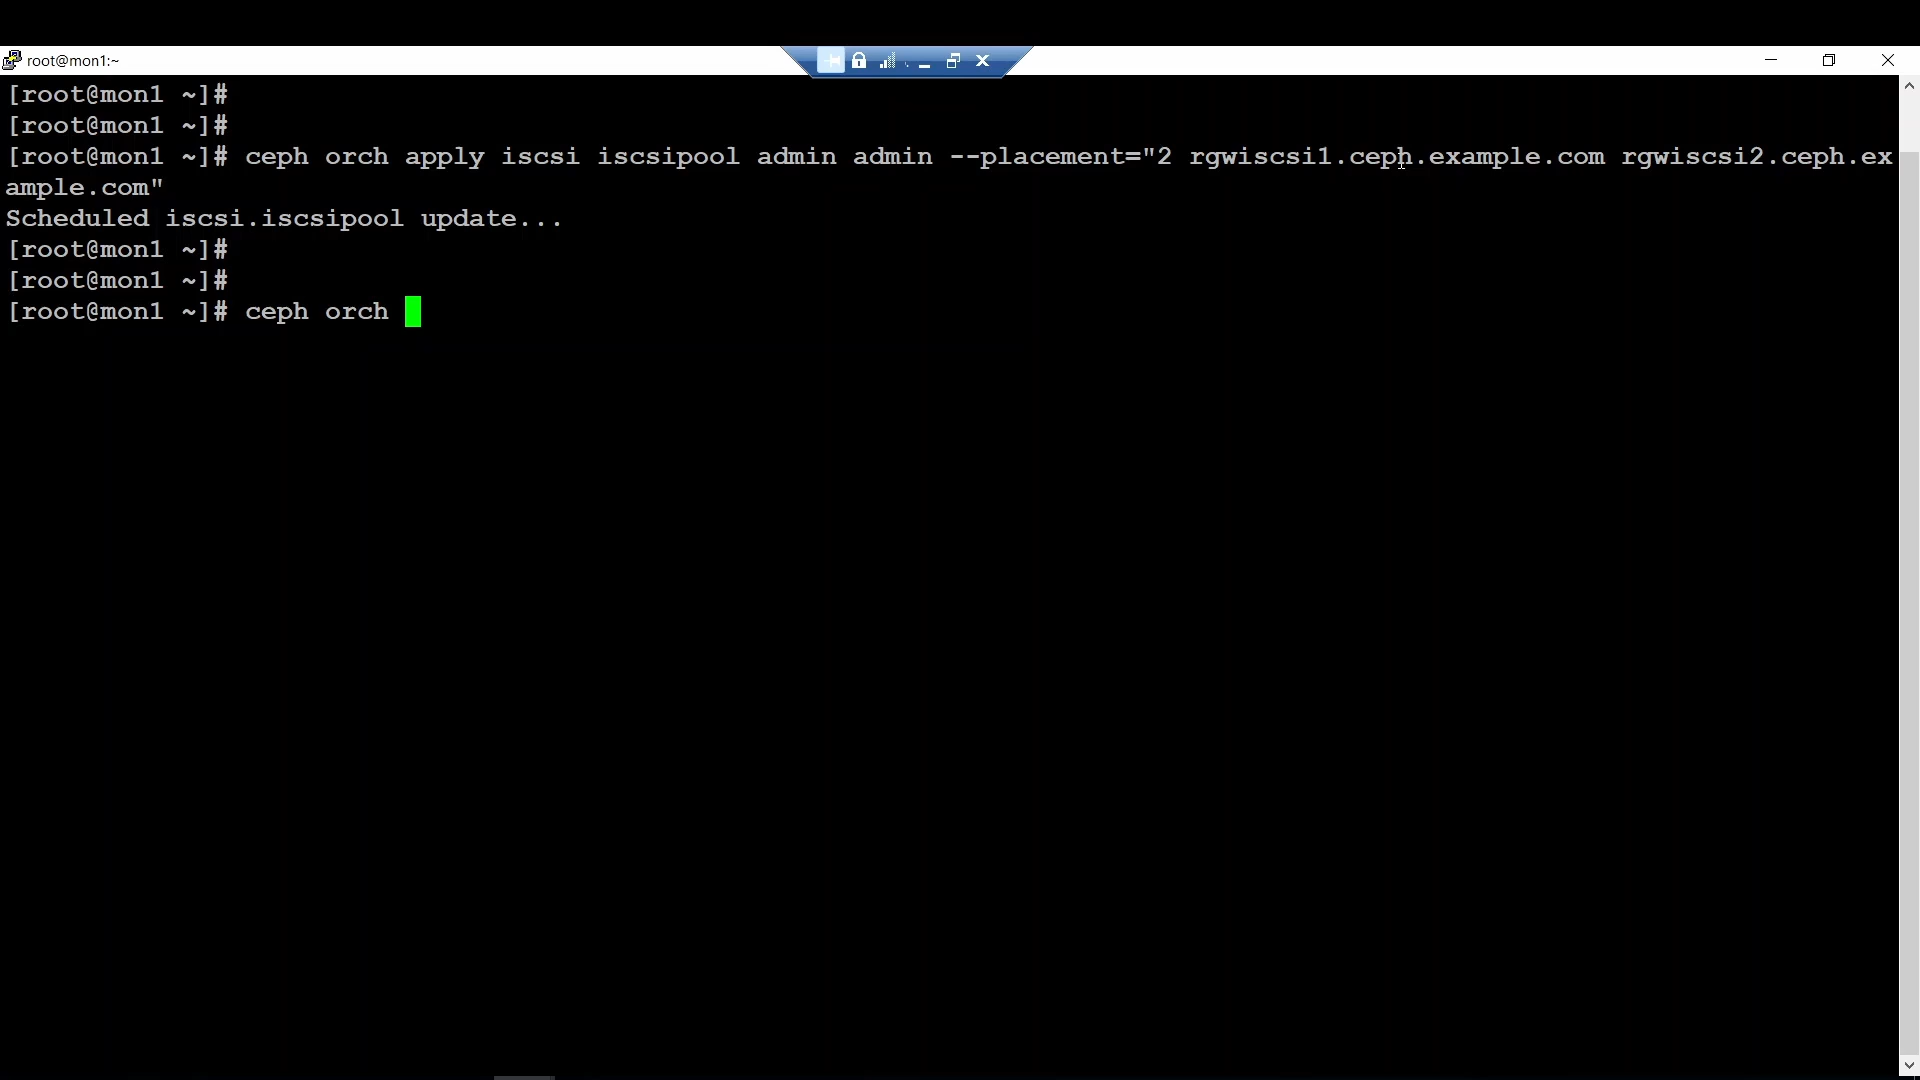 root@mon1:~
[root@mon1 ~]#
[root@mon1 ~]#
[root@mon1 ~]# ceph orch apply iscsi iscsipool admin admin --placement="2 rgwiscsi1.ceph.example.com rgwiscsi2.ceph.ex
ample.com"
Scheduled iscsi.iscsipool update...
[root@mon1 ~]#
[root@mon1 ~]#
[root@mon1 ~]# ceph orch